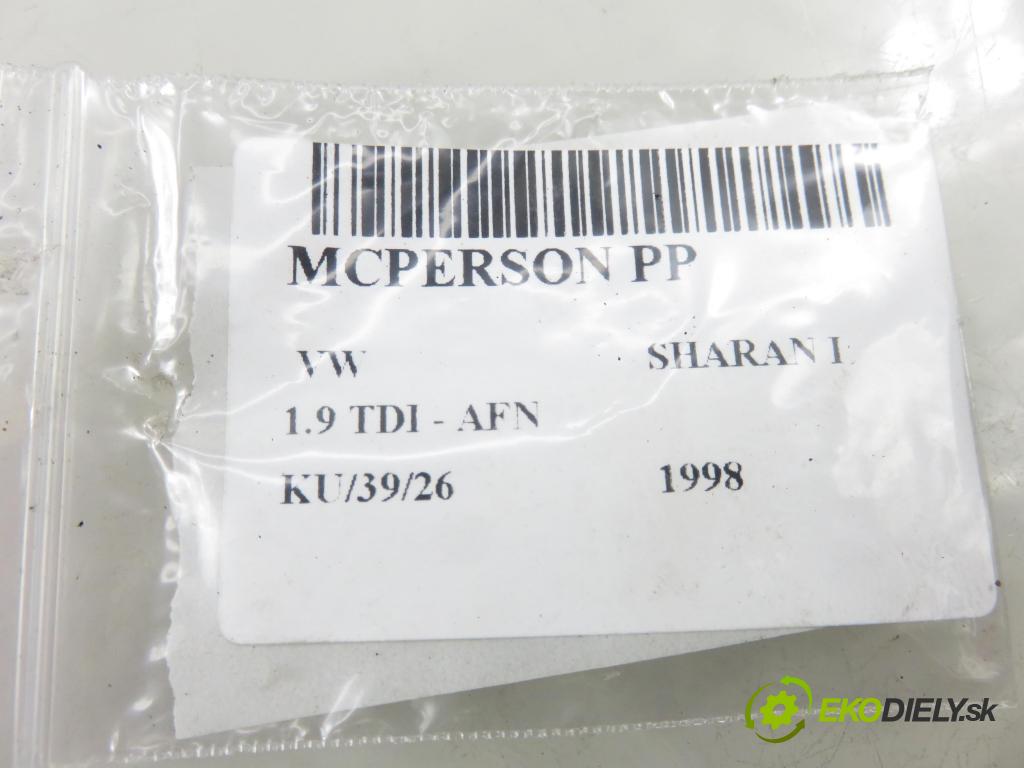 MCPERSON PP
VW SHARAN I
1.9 TDI - AFN
KU/39/26 1998
EKODIELY.sk